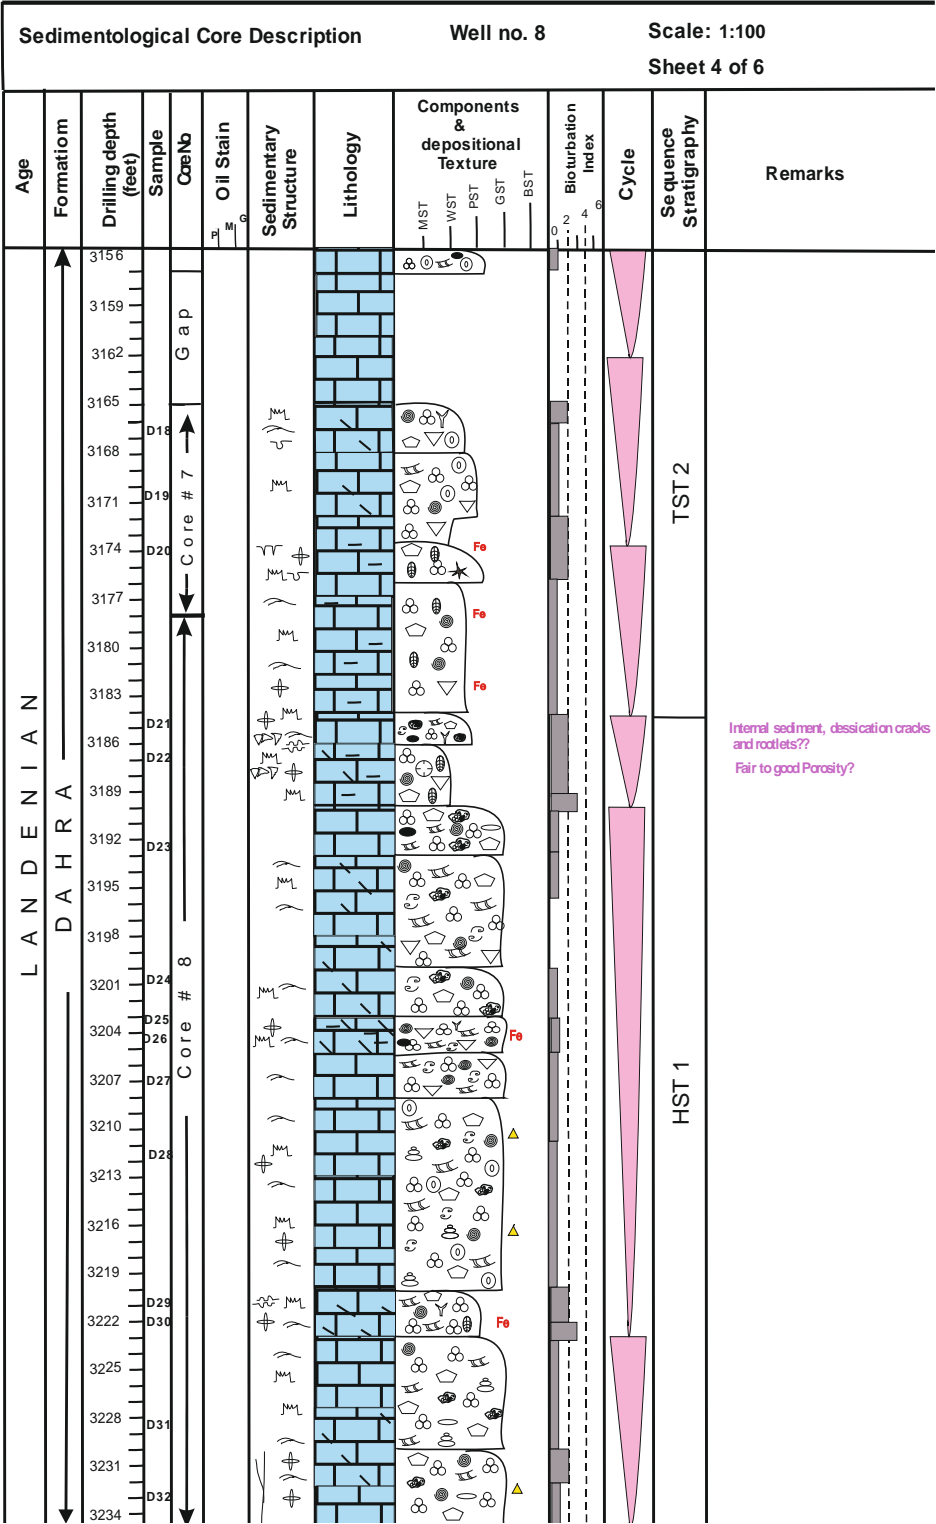 Sedimentological Core Description Well no. 8 Scale: 1:100
Sheet 4 of 6
Age
Formation
Drilling depth (feet)
Sample
Core No
Oil Stain
P M G
Sedimentary Structure
Lithology
Components & depositional Texture
MST WST PST GST BST
Bioturbation Index
0 2 4 6
Cycle
Sequence Stratigraphy
Remarks
LANDENIAN
DAHRA
3156
3159
3162
3165
3168
3171
3174
3177
3180
3183
3186
3189
3192
3195
3198
3201
3204
3207
3210
3213
3216
3219
3222
3225
3228
3231
3234
D18
D19
D20
D21
D22
D23
D24
D25
D26
D27
D28
D29
D30
D31
D32
Gap
Core # 7
Core # 8
Fe
Fe
Fe
Fe
Fe
TST 2
HST 1
Internal sediment, dessication cracks
and rootlets??
Fair to good Porosity?